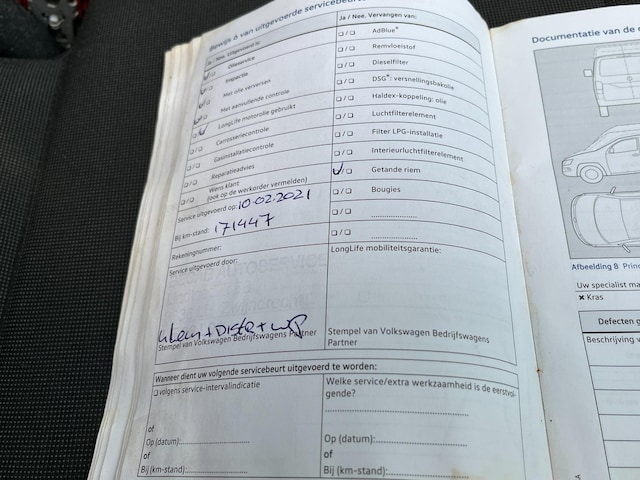 Bewijs 6 van uitgevoerde servicebeurt
Ja / Nee. Uitgevoerd is:
Olieservice
Inspectie
Met olie verversen
Met aanvullende controle
LongLife motorolie gebruikt
Carrosseriecontrole
Gasinstallatiecontrole
Reparatieadvies
Wens klant
(ook op de werkorder vermelden)
Service uitgevoerd op: 10-02-2021
Bij km-stand: 171447
Rekeningnummer:
Service uitgevoerd door:
Stempel van Volkswagen Bedrijfswagens Partner
Ja / Nee. Vervangen van:
AdBlue®
Remvloeistof
Dieselfilter
DSG®: versnellingsbakolie
Haldex-koppeling: olie
Luchtfilterelement
Filter LPG-installatie
Interieurluchtfilterelement
Getande riem
Bougies
LongLife mobiliteitsgarantie:
Stempel van Volkswagen Bedrijfswagens
Partner
Wanneer dient uw volgende servicebeurt uitgevoerd te worden:
volgens service-intervalindicatie
of
Op (datum):
of
Bij (km-stand):
Welke service/extra werkzaamheid is de eerstvol-
gende?
Op (datum):
of
Bij (km-stand):
Documentatie van de
Afbeelding 8 Princ
Uw specialist ma
✖ Kras
Defecten g
Beschrijving v